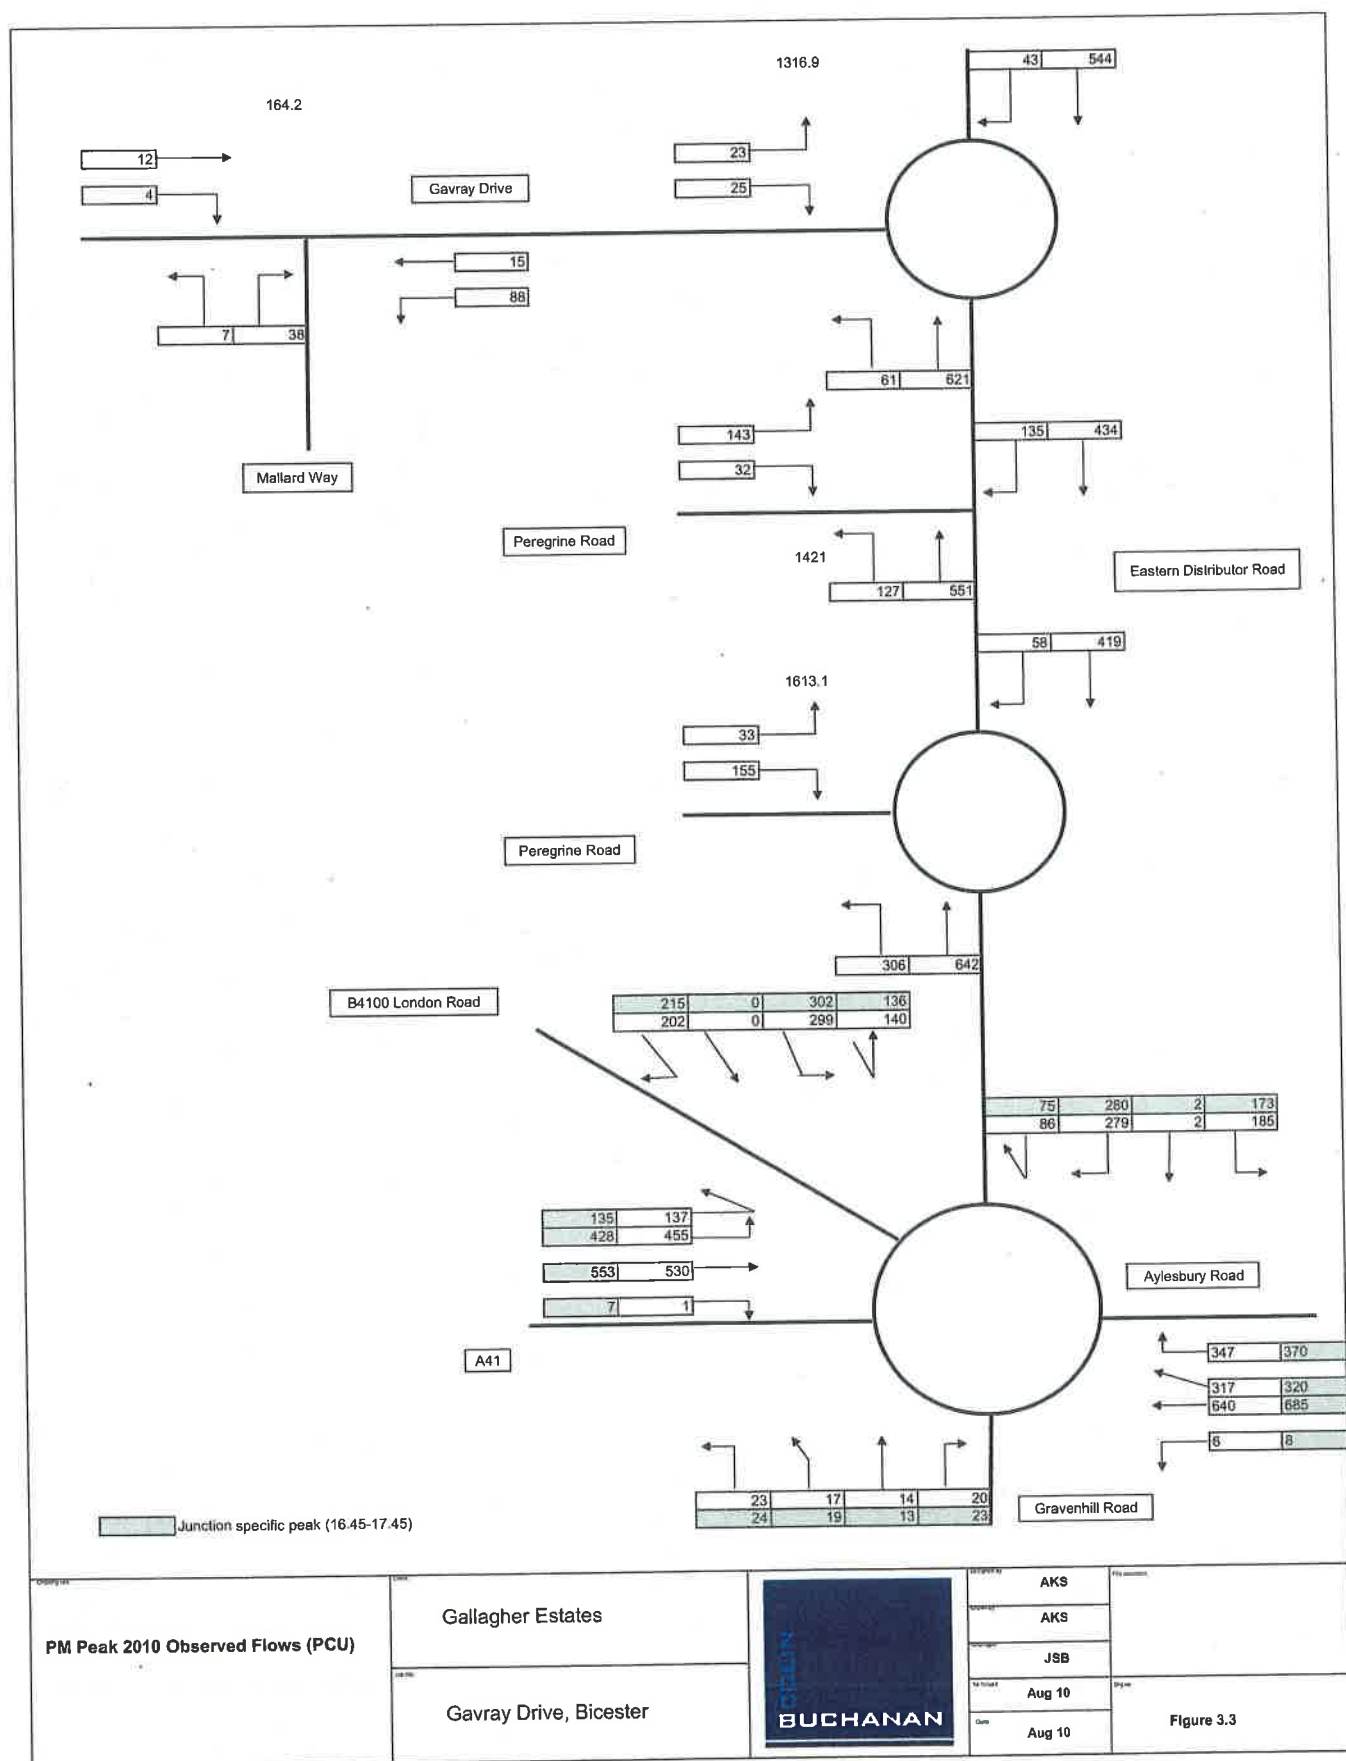 43 544
1316.9
164.2
12
4
Gavray Drive
23
25
15
88
7 38
61 621
143
32
135 434
Mallard Way
Peregrine Road
1421
127 551
Eastern Distributor Road
58 419
1613.1
33
155
Peregrine Road
306 642
B4100 London Road
215 0 302 136
202 0 299 140
75 280 2 173
86 279 2 185
135 137
428 455
553 530
7 1
Aylesbury Road
A41
347 370
317 320
640 685
6 8
23 17 14 20
24 19 13 23
Gravenhill Road
Junction specific peak (16.45-17.45)
PM Peak 2010 Observed Flows (PCU)
Gallagher Estates
Gavray Drive, Bicester
COLIN
BUCHANAN
AKS
AKS
JSB
Aug 10
Aug 10
Figure 3.3